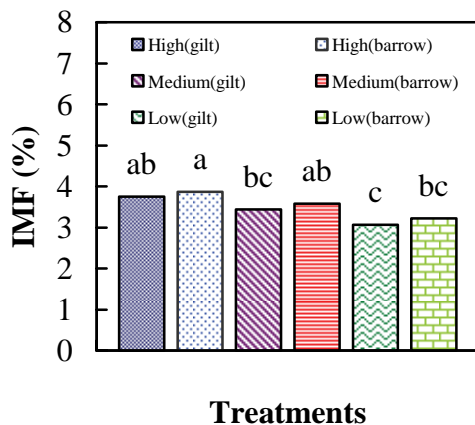 8
7
6
5
4
3
2
1
0
IMF (%)
High(gilt) High(barrow)
Medium(gilt) Medium(barrow)
Low(gilt) Low(barrow)
ab a bc ab c bc
Treatments